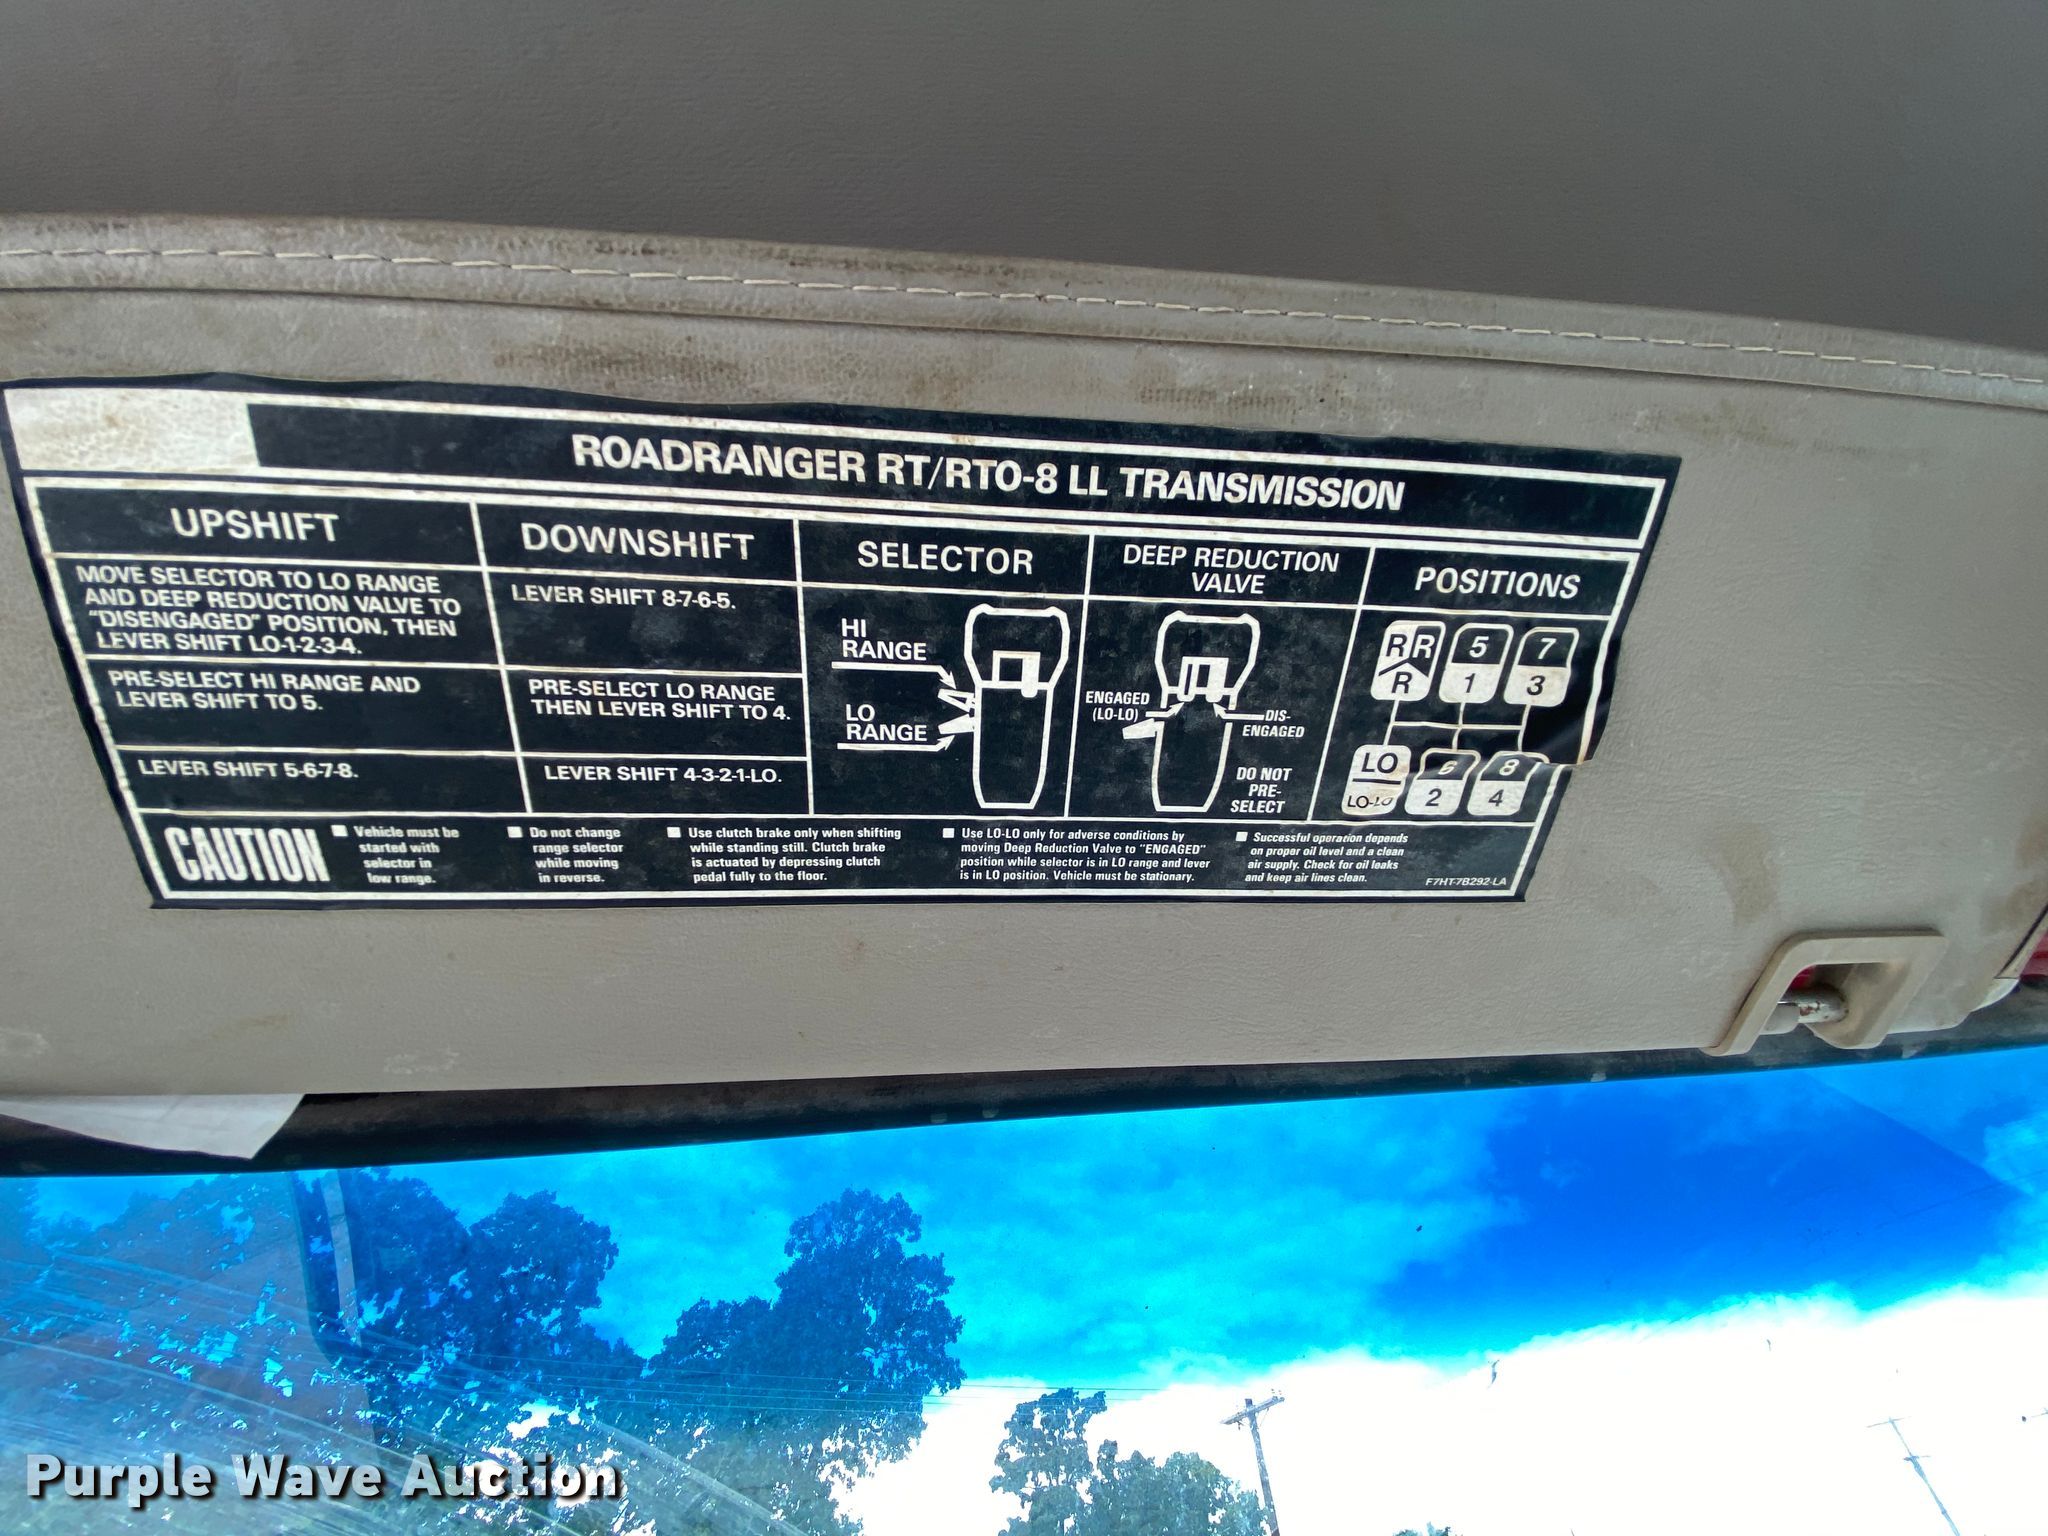 ROADRANGER RT/RTO-8 LL TRANSMISSION
UPSHIFT
MOVE SELECTOR TO LO RANGE
AND DEEP REDUCTION VALVE TO
"DISENGAGED" POSITION, THEN
LEVER SHIFT LO-1-2-3-4.
PRE-SELECT HI RANGE AND
LEVER SHIFT TO 5.
LEVER SHIFT 5-6-7-8.
DOWNSHIFT
LEVER SHIFT 8-7-6-5.
PRE-SELECT LO RANGE
THEN LEVER SHIFT TO 4.
LEVER SHIFT 4-3-2-1-LO.
SELECTOR
HI
RANGE
LO
RANGE
DEEP REDUCTION
VALVE
ENGAGED
(LO-LO)
DIS-
ENGAGED
DO NOT
PRE-
SELECT
POSITIONS
R R 5 7
R 1 3
LO 6 8
LO-LO 2 4
CAUTION
Vehicle must be
started with
selector in
low range.
Do not change
range selector
while moving
in reverse.
Use clutch brake only when shifting
while standing still. Clutch brake
is actuated by depressing clutch
pedal fully to the floor.
Use LO-LO only for adverse conditions by
moving Deep Reduction Valve to "ENGAGED"
position while selector is in LO range and lever
is in LO position. Vehicle must be stationary.
Successful operation depends
on proper oil level and a clean
air supply. Check for oil leaks
and keep air lines clean.
F7HT-7B292-LA
Purple Wave Auction